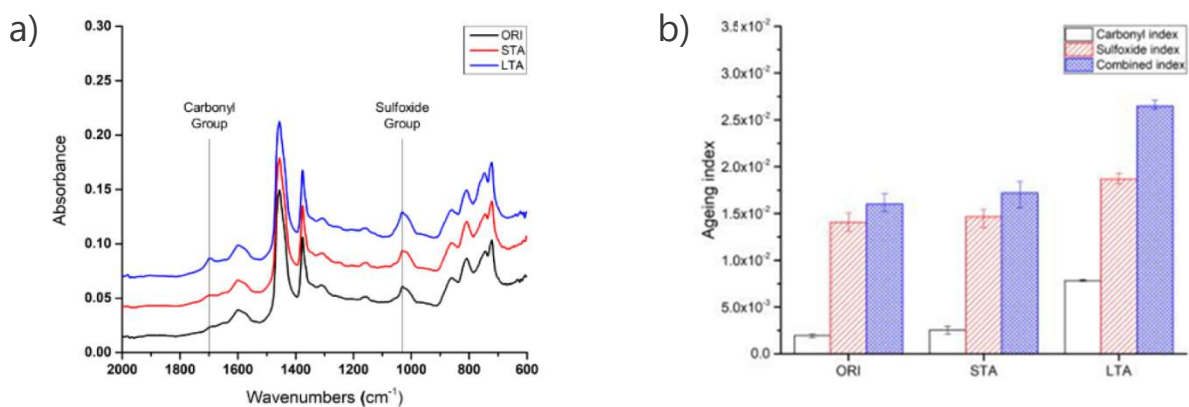 a)
0.30
0.25
0.20
0.15
0.10
0.05
0.00
Absorbance
ORI
STA
LTA
Carbonyl
Group
Sulfoxide
Group
2000 1800 1600 1400 1200 1000 800 600
Wavenumbers (cm⁻¹)
b)
3.5x10⁻²
3.0x10⁻²
2.5x10⁻²
2.0x10⁻²
1.5x10⁻²
1.0x10⁻²
5.0x10⁻³
0.0
Ageing index
Carbonyl index
Sulfoxide index
Combined index
ORI STA LTA